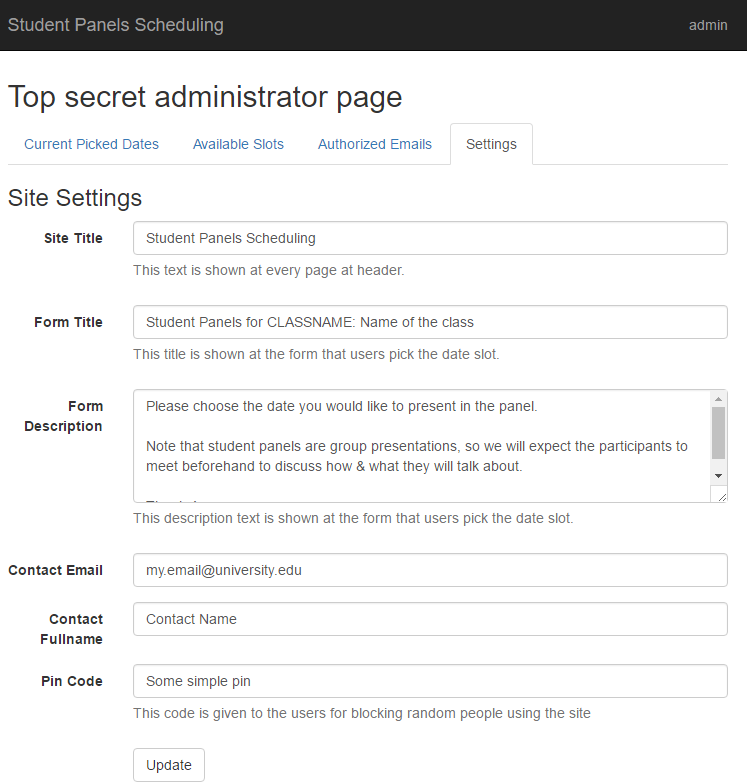 Student Panels Scheduling admin
Top secret administrator page
Current Picked Dates Available Slots Authorized Emails Settings
Site Settings
Site Title Student Panels Scheduling
This text is shown at every page at header.
Form Title Student Panels for CLASSNAME: Name of the class
This title is shown at the form that users pick the date slot.
Form Description
Please choose the date you would like to present in the panel.
Note that student panels are group presentations, so we will expect the participants to
meet beforehand to discuss how & what they will talk about.
This description text is shown at the form that users pick the date slot.
Contact Email my.email@university.edu
Contact Fullname
Contact Name
Pin Code Some simple pin
This code is given to the users for blocking random people using the site
Update